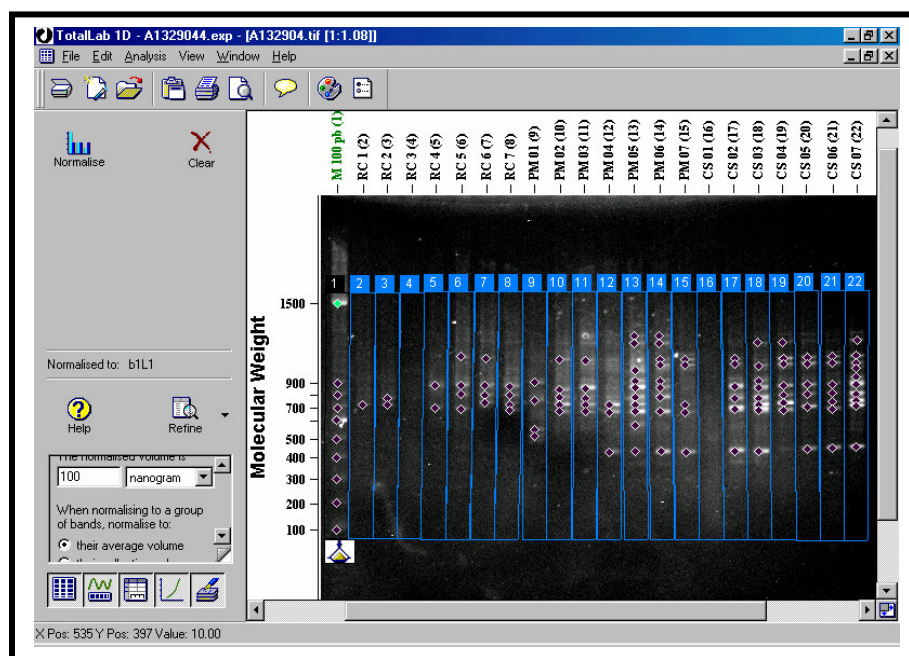 TotalLab 1D - A1329044.exp - [A132904.tif [1:1.08]]
File Edit Analysis View Window Help
Normalise Clear
M 100 pb (1)
RC 1 (2)
RC 2 (3)
RC 3 (4)
RC 4 (5)
RC 5 (6)
RC 6 (7)
RC 7 (8)
PM 01 (9)
PM 02 (10)
PM 03 (11)
PM 04 (12)
PM 05 (13)
PM 06 (14)
PM 07 (15)
CS 01 (16)
CS 02 (17)
CS 03 (18)
CS 04 (19)
CS 05 (20)
CS 06 (21)
CS 07 (22)
1 2 3 4 5 6 7 8 9 10 11 12 13 14 15 16 17 18 19 20 21 22
Molecular Weight
1500
900
700
500
400
300
200
100
Normalised to: b1L1
Help Refine
The normalised volume is
100 nanogram
When normalising to a group
of bands, normalise to:
their average volume
X Pos: 535 Y Pos: 397 Value: 10.00